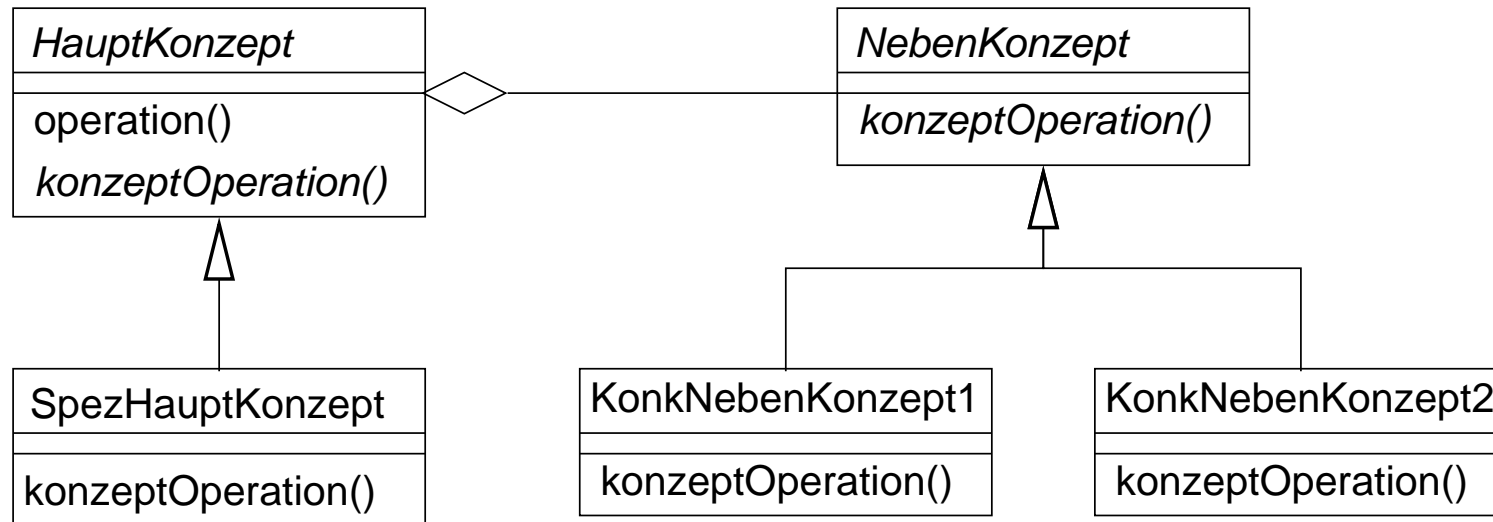 HauptKonzept
operation()
konzeptOperation()
NebenKonzept
konzeptOperation()
SpezHauptKonzept
konzeptOperation()
KonkNebenKonzept1
konzeptOperation()
KonkNebenKonzept2
konzeptOperation()